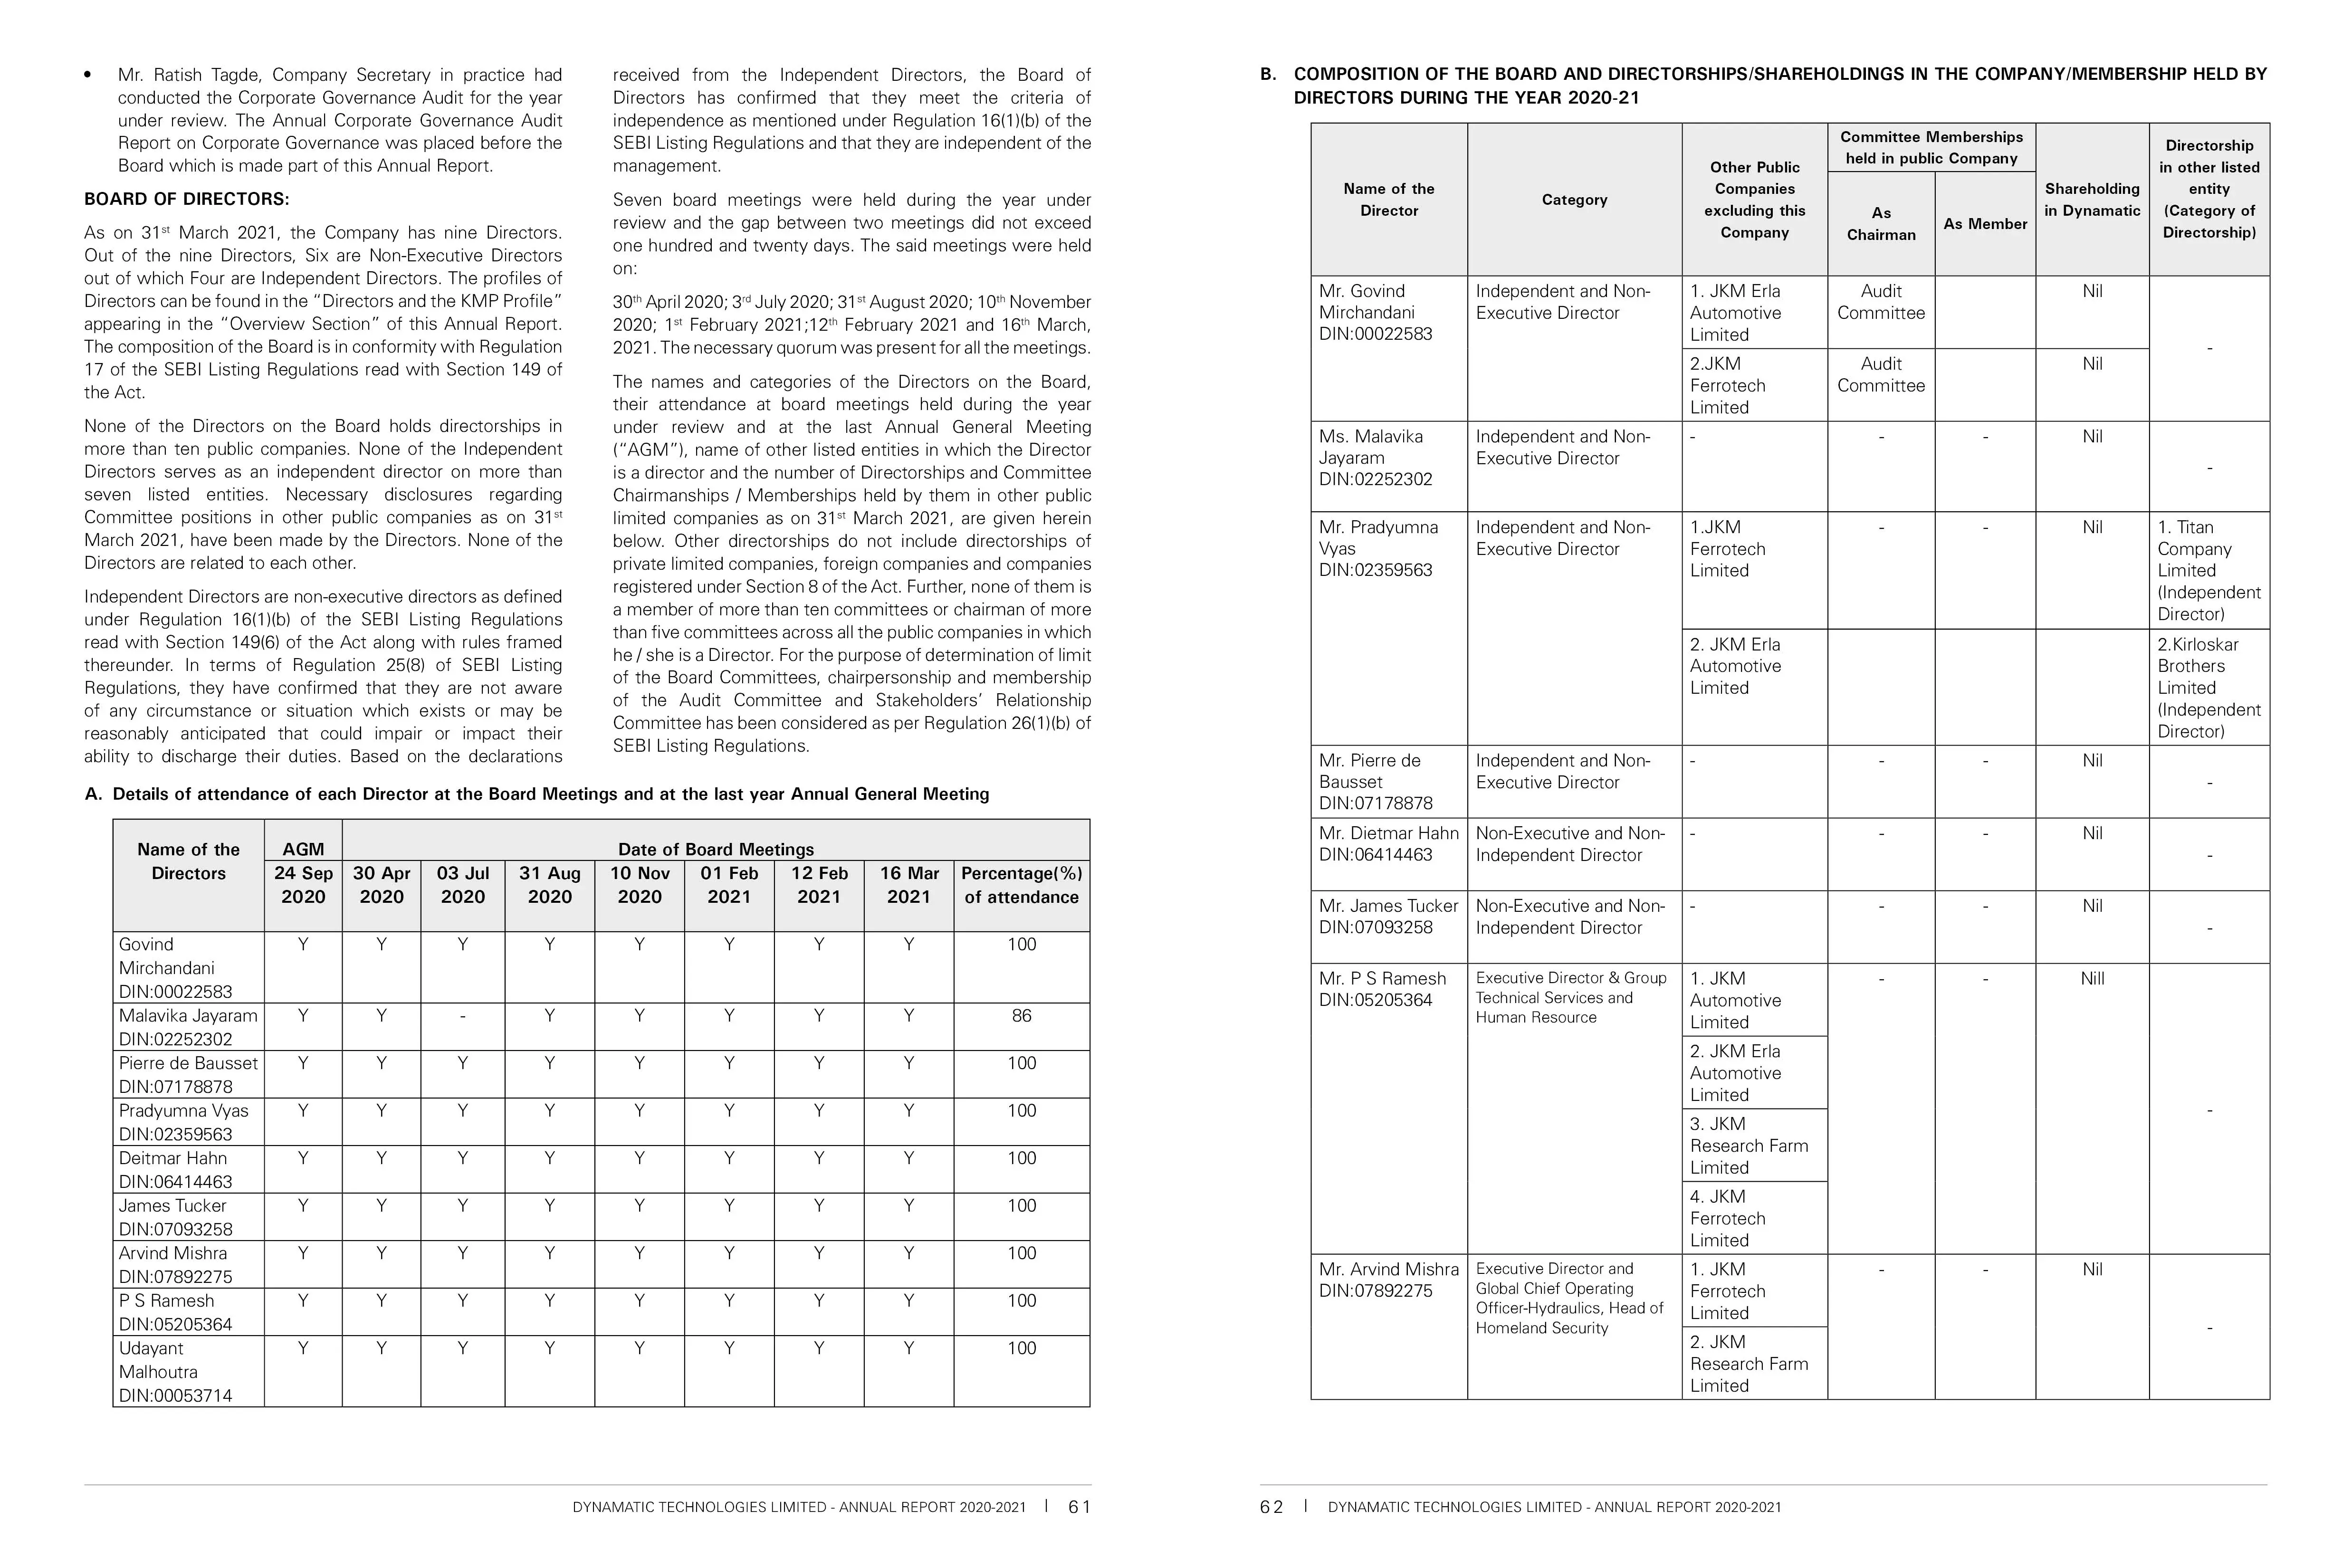 • Mr. Ratish Tagde, Company Secretary in practice had
conducted the Corporate Governance Audit for the year
under review. The Annual Corporate Governance Audit
Report on Corporate Governance was placed before the
Board which is made part of this Annual Report.
BOARD OF DIRECTORS:
As on 31st March 2021, the Company has nine Directors.
Out of the nine Directors, Six are Non-Executive Directors
out of which Four are Independent Directors. The profiles of
Directors can be found in the “Directors and the KMP Profile”
appearing in the “Overview Section” of this Annual Report.
The composition of the Board is in conformity with Regulation
17 of the SEBI Listing Regulations read with Section 149 of
the Act.
None of the Directors on the Board holds directorships in
more than ten public companies. None of the Independent
Directors serves as an independent director on more than
seven listed entities. Necessary disclosures regarding
Committee positions in other public companies as on 31st
March 2021, have been made by the Directors. None of the
Directors are related to each other.
Independent Directors are non-executive directors as defined
under Regulation 16(1)(b) of the SEBI Listing Regulations
read with Section 149(6) of the Act along with rules framed
thereunder. In terms of Regulation 25(8) of SEBI Listing
Regulations, they have confirmed that they are not aware
of any circumstance or situation which exists or may be
reasonably anticipated that could impair or impact their
ability to discharge their duties. Based on the declarations
received from the Independent Directors, the Board of
Directors has confirmed that they meet the criteria of
independence as mentioned under Regulation 16(1)(b) of the
SEBI Listing Regulations and that they are independent of the
management.
Seven board meetings were held during the year under
review and the gap between two meetings did not exceed
one hundred and twenty days. The said meetings were held
on:
30th April 2020; 3rd July 2020; 31st August 2020; 10th November
2020; 1st February 2021;12th February 2021 and 16th March,
2021. The necessary quorum was present for all the meetings.
The names and categories of the Directors on the Board,
their attendance at board meetings held during the year
under review and at the last Annual General Meeting
(“AGM”), name of other listed entities in which the Director
is a director and the number of Directorships and Committee
Chairmanships / Memberships held by them in other public
limited companies as on 31st March 2021, are given herein
below. Other directorships do not include directorships of
private limited companies, foreign companies and companies
registered under Section 8 of the Act. Further, none of them is
a member of more than ten committees or chairman of more
than five committees across all the public companies in which
he / she is a Director. For the purpose of determination of limit
of the Board Committees, chairpersonship and membership
of the Audit Committee and Stakeholders’ Relationship
Committee has been considered as per Regulation 26(1)(b) of
SEBI Listing Regulations.
A. Details of attendance of each Director at the Board Meetings and at the last year Annual General Meeting
Name of the AGM Date of Board Meetings
Directors 24 Sep 30 Apr 03 Jul 31 Aug 10 Nov 01 Feb 12 Feb 16 Mar Percentage(%)
2020 2020 2020 2020 2020 2021 2021 2021 of attendance
Govind Y Y Y Y Y Y Y Y 100
Mirchandani
DIN:00022583
Malavika Jayaram Y Y - Y Y Y Y Y 86
DIN:02252302
Pierre de Bausset Y Y Y Y Y Y Y Y 100
DIN:07178878
Pradyumna Vyas Y Y Y Y Y Y Y Y 100
DIN:02359563
Deitmar Hahn Y Y Y Y Y Y Y Y 100
DIN:06414463
James Tucker Y Y Y Y Y Y Y Y 100
DIN:07093258
Arvind Mishra Y Y Y Y Y Y Y Y 100
DIN:07892275
P S Ramesh Y Y Y Y Y Y Y Y 100
DIN:05205364
Udayant Y Y Y Y Y Y Y Y 100
Malhoutra
DIN:00053714
DYNAMATIC TECHNOLOGIES LIMITED - ANNUAL REPORT 2020-2021 | 61
B. COMPOSITION OF THE BOARD AND DIRECTORSHIPS/SHAREHOLDINGS IN THE COMPANY/MEMBERSHIP HELD BY
DIRECTORS DURING THE YEAR 2020-21
Name of the
Director
Category
Other Public
Companies
excluding this
Company
Committee Memberships
held in public Company
As
Chairman
As Member
Shareholding
in Dynamatic
Directorship
in other listed
entity
(Category of
Directorship)
Mr. Govind Independent and Non- 1. JKM Erla Audit Nil
Mirchandani Executive Director Automotive Committee
DIN:00022583 Limited
-
2.JKM Audit Nil
Ferrotech Committee
Limited
Ms. Malavika Independent and Non- - - - Nil
Jayaram Executive Director
-
DIN:02252302
Mr. Pradyumna Independent and Non- 1.JKM - - Nil 1. Titan
Vyas Executive Director Ferrotech Company
DIN:02359563 Limited Limited
(Independent
Director)
2. JKM Erla 2.Kirloskar
Automotive Brothers
Limited Limited
(Independent
Director)
Mr. Pierre de Independent and Non- - - - Nil
Bausset Executive Director -
DIN:07178878
Mr. Dietmar Hahn Non-Executive and Non- - - - Nil
DIN:06414463 Independent Director -
Mr. James Tucker Non-Executive and Non- - - - Nil
DIN:07093258 Independent Director -
Mr. P S Ramesh Executive Director & Group 1. JKM - - Nill
DIN:05205364 Technical Services and Automotive
Human Resource Limited
2. JKM Erla
Automotive
Limited
-
3. JKM
Research Farm
Limited
4. JKM
Ferrotech
Limited
Mr. Arvind Mishra Executive Director and 1. JKM - - Nil
DIN:07892275 Global Chief Operating Ferrotech
Officer-Hydraulics, Head of Limited
Homeland Security
-
2. JKM
Research Farm
Limited
62 | DYNAMATIC TECHNOLOGIES LIMITED - ANNUAL REPORT 2020-2021